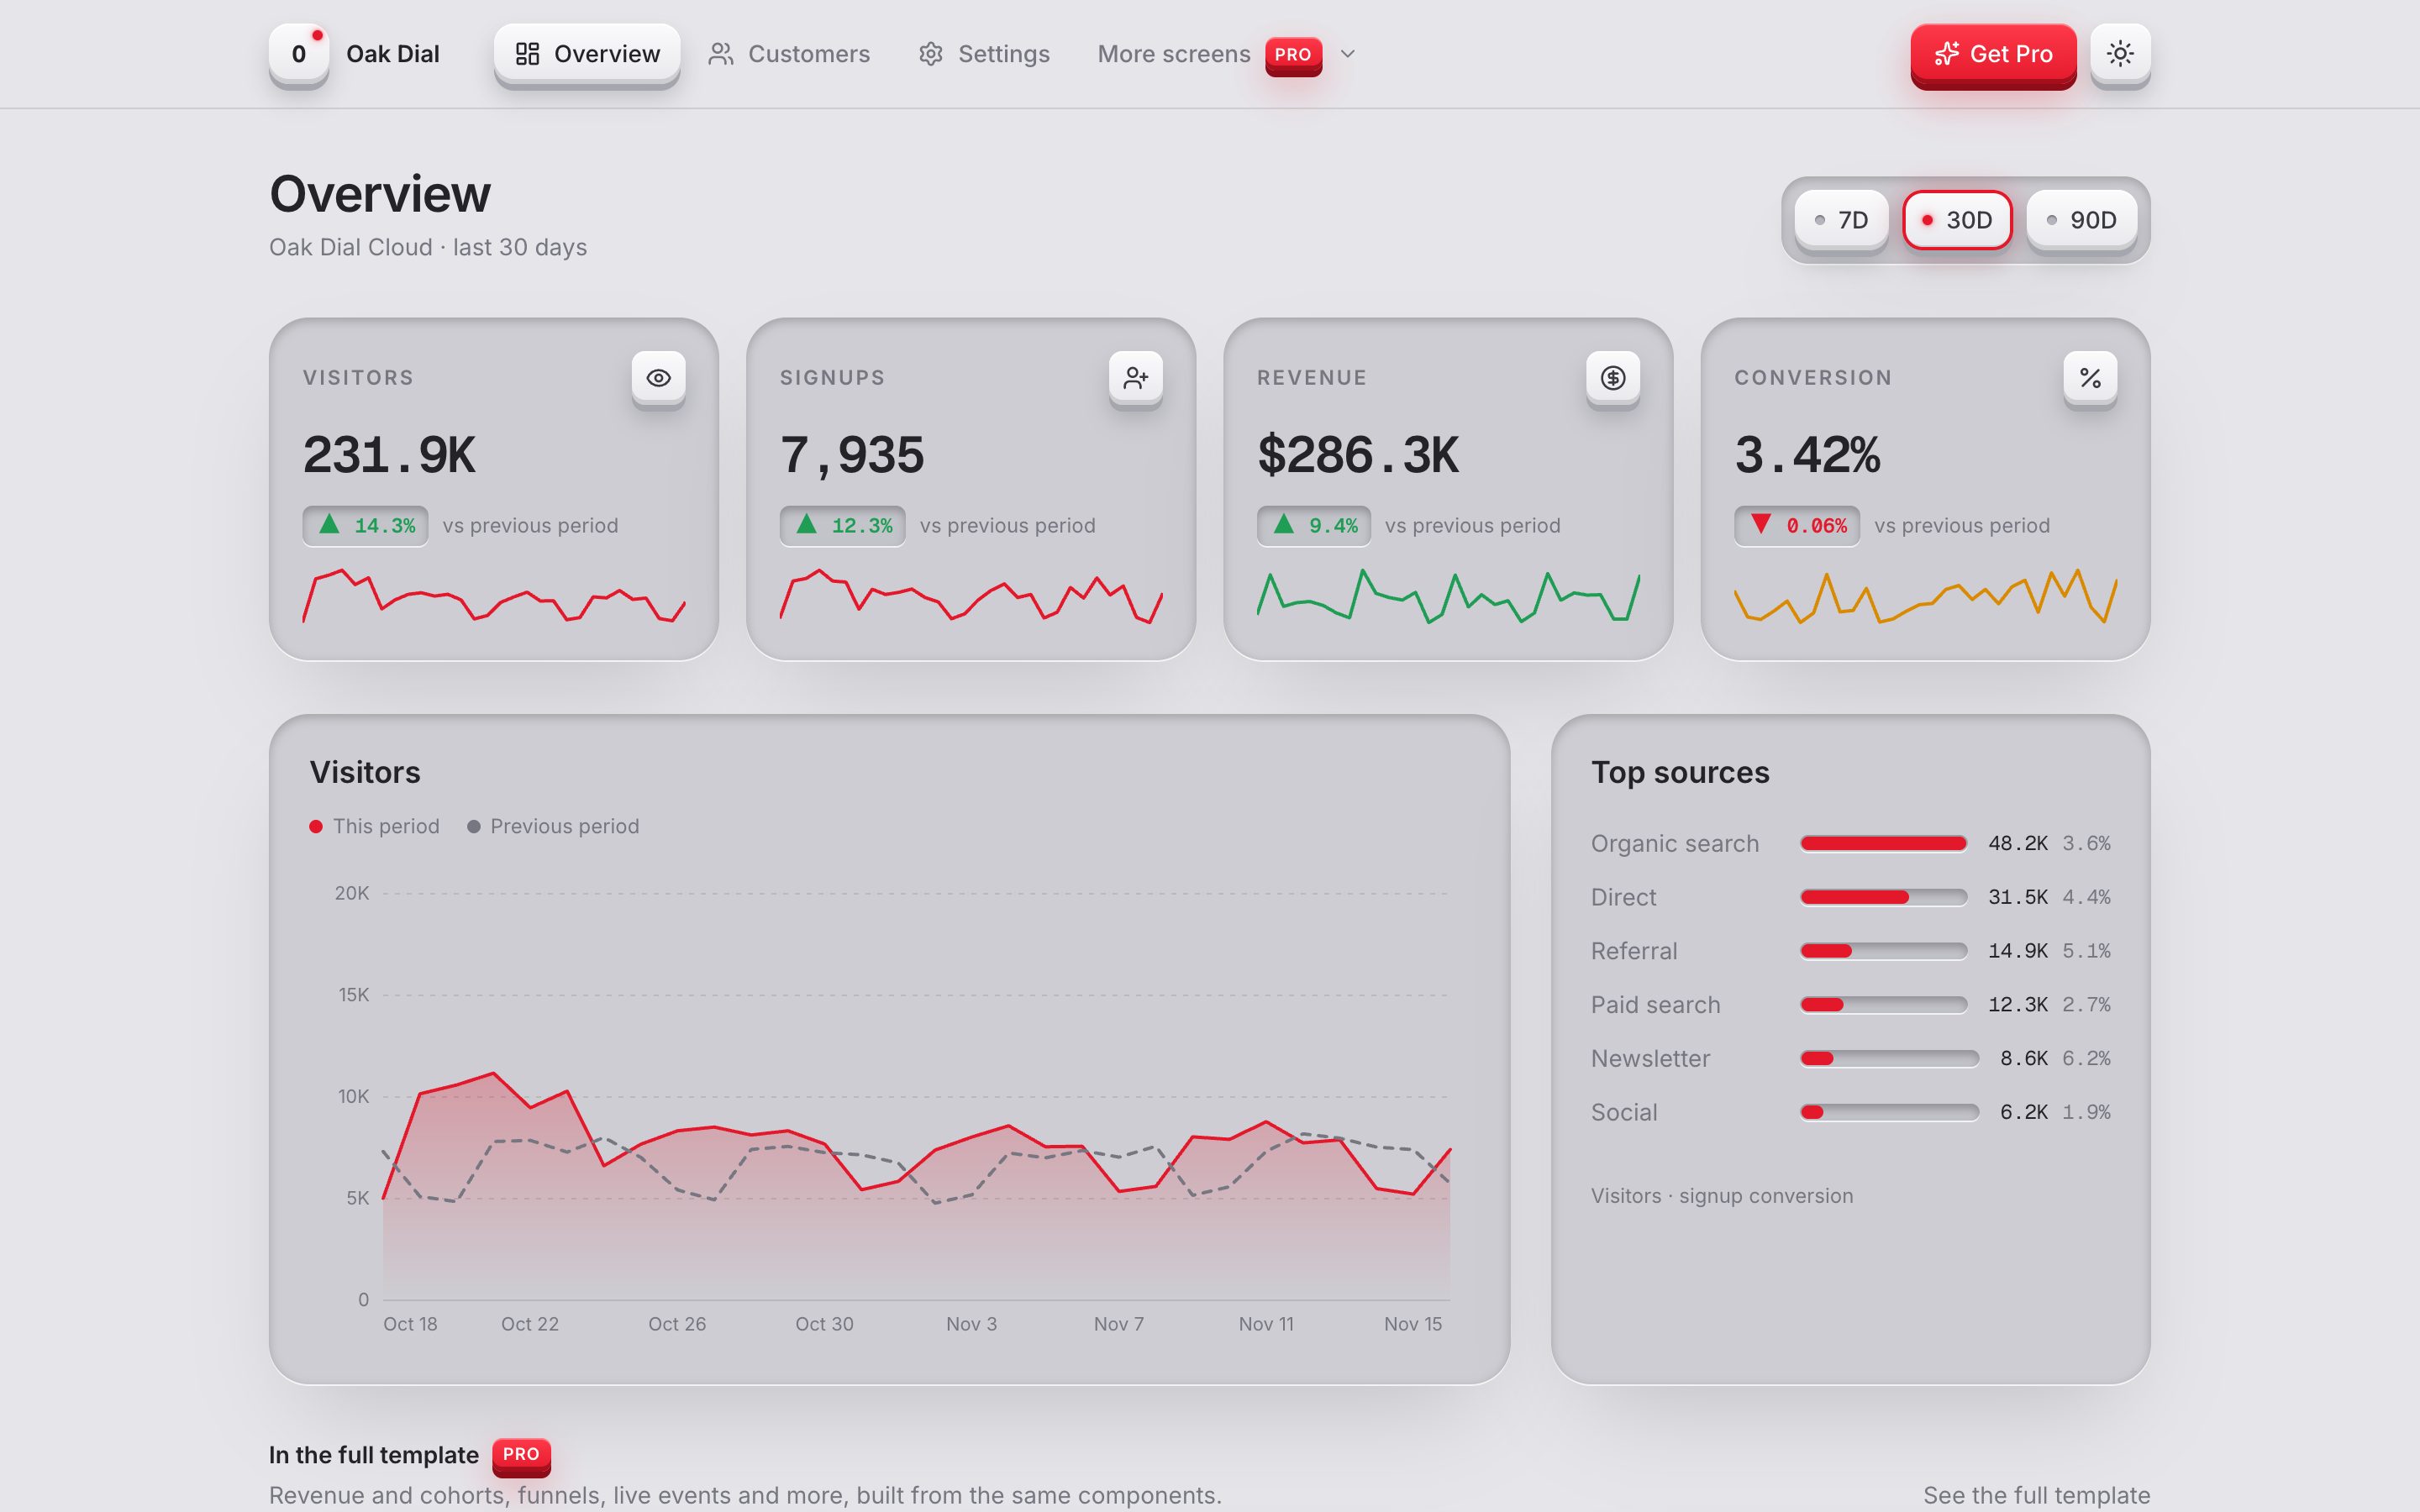 0 Oak Dial Overview Customers Settings More screens PRO Get Pro
Overview
Oak Dial Cloud · last 30 days
7D 30D 90D
VISITORS
231.9K
14.3% vs previous period
SIGNUPS
7,935
12.3% vs previous period
REVENUE
$286.3K
9.4% vs previous period
CONVERSION
3.42%
0.06% vs previous period
Visitors
This period Previous period
20K
15K
10K
5K
0
Oct 18 Oct 22 Oct 26 Oct 30 Nov 3 Nov 7 Nov 11 Nov 15
Top sources
Organic search 48.2K 3.6%
Direct 31.5K 4.4%
Referral 14.9K 5.1%
Paid search 12.3K 2.7%
Newsletter 8.6K 6.2%
Social 6.2K 1.9%
Visitors · signup conversion
In the full template PRO
Revenue and cohorts, funnels, live events and more, built from the same components.
See the full template